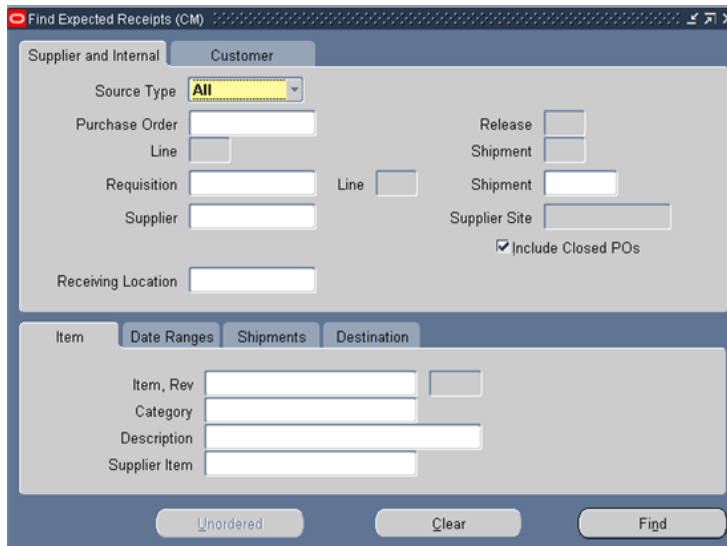 Find Expected Receipts (CM)
Supplier and Internal Customer
Source Type All
Purchase Order Release
Line Shipment
Requisition Line Shipment
Supplier Supplier Site
Include Closed POs
Receiving Location
Item Date Ranges Shipments Destination
Item, Rev
Category
Description
Supplier Item
Unordered Clear Find